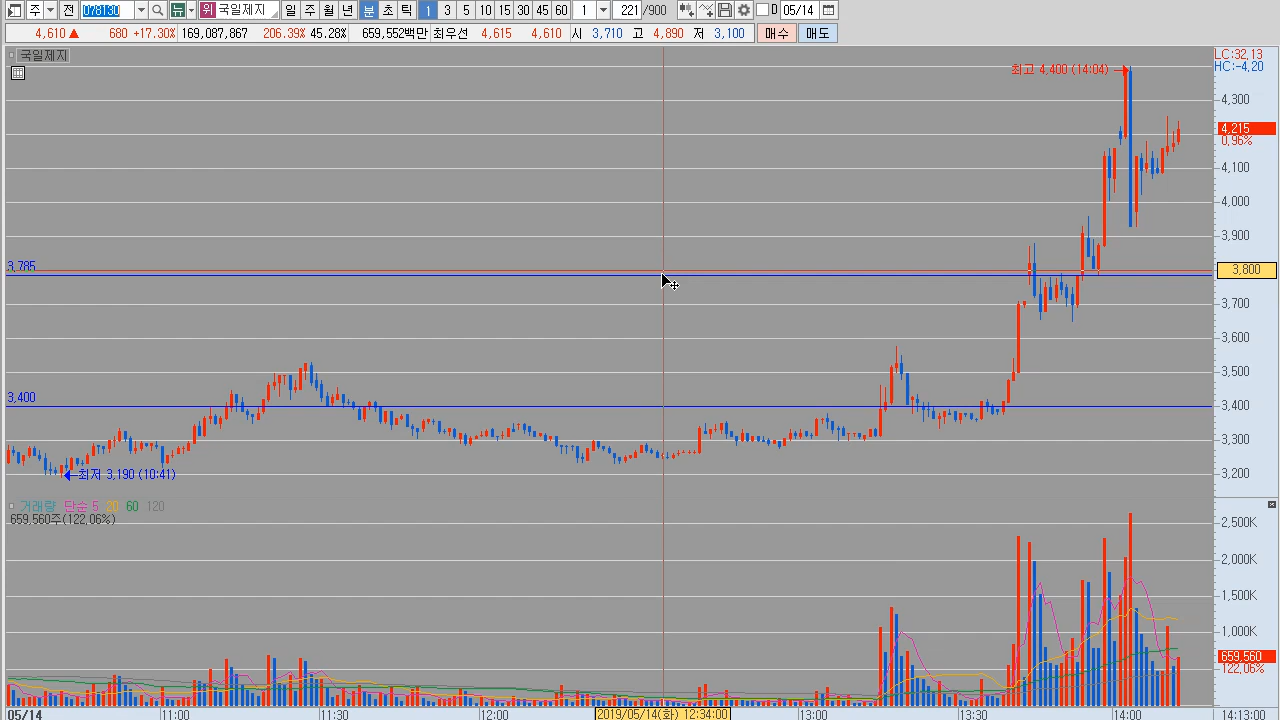 주 전 078130 뉴 위 국일제지 일 주 월 년 분 초 틱 1 3 5 10 15 30 45 60 1 221 /900 D 05/14
4,610 ▲ 680 +17.30% 169,087,867 206.39% 45.28% 659,552백만 최우선 4,615 4,610 시 3,710 고 4,890 저 3,100 매수 매도
국일제지
LC:32,13
HC:-4,20
최고 4,400 (14:04)
4,300
4,215
0,96%
4,100
4,000
3,900
3,785
3,800
3,700
3,600
3,500
3,400
3,400
3,300
최저 3,190 (10:41)
3,200
거래량 단순 5 20 60 120
659,560주(122,06%)
2,500K
2,000K
1,500K
1,000K
659,560
122,06%
05/14 11:00 11:30 12:00 2019/05/14(화) 12:34:00 13:00 13:30 14:00 14:13:00